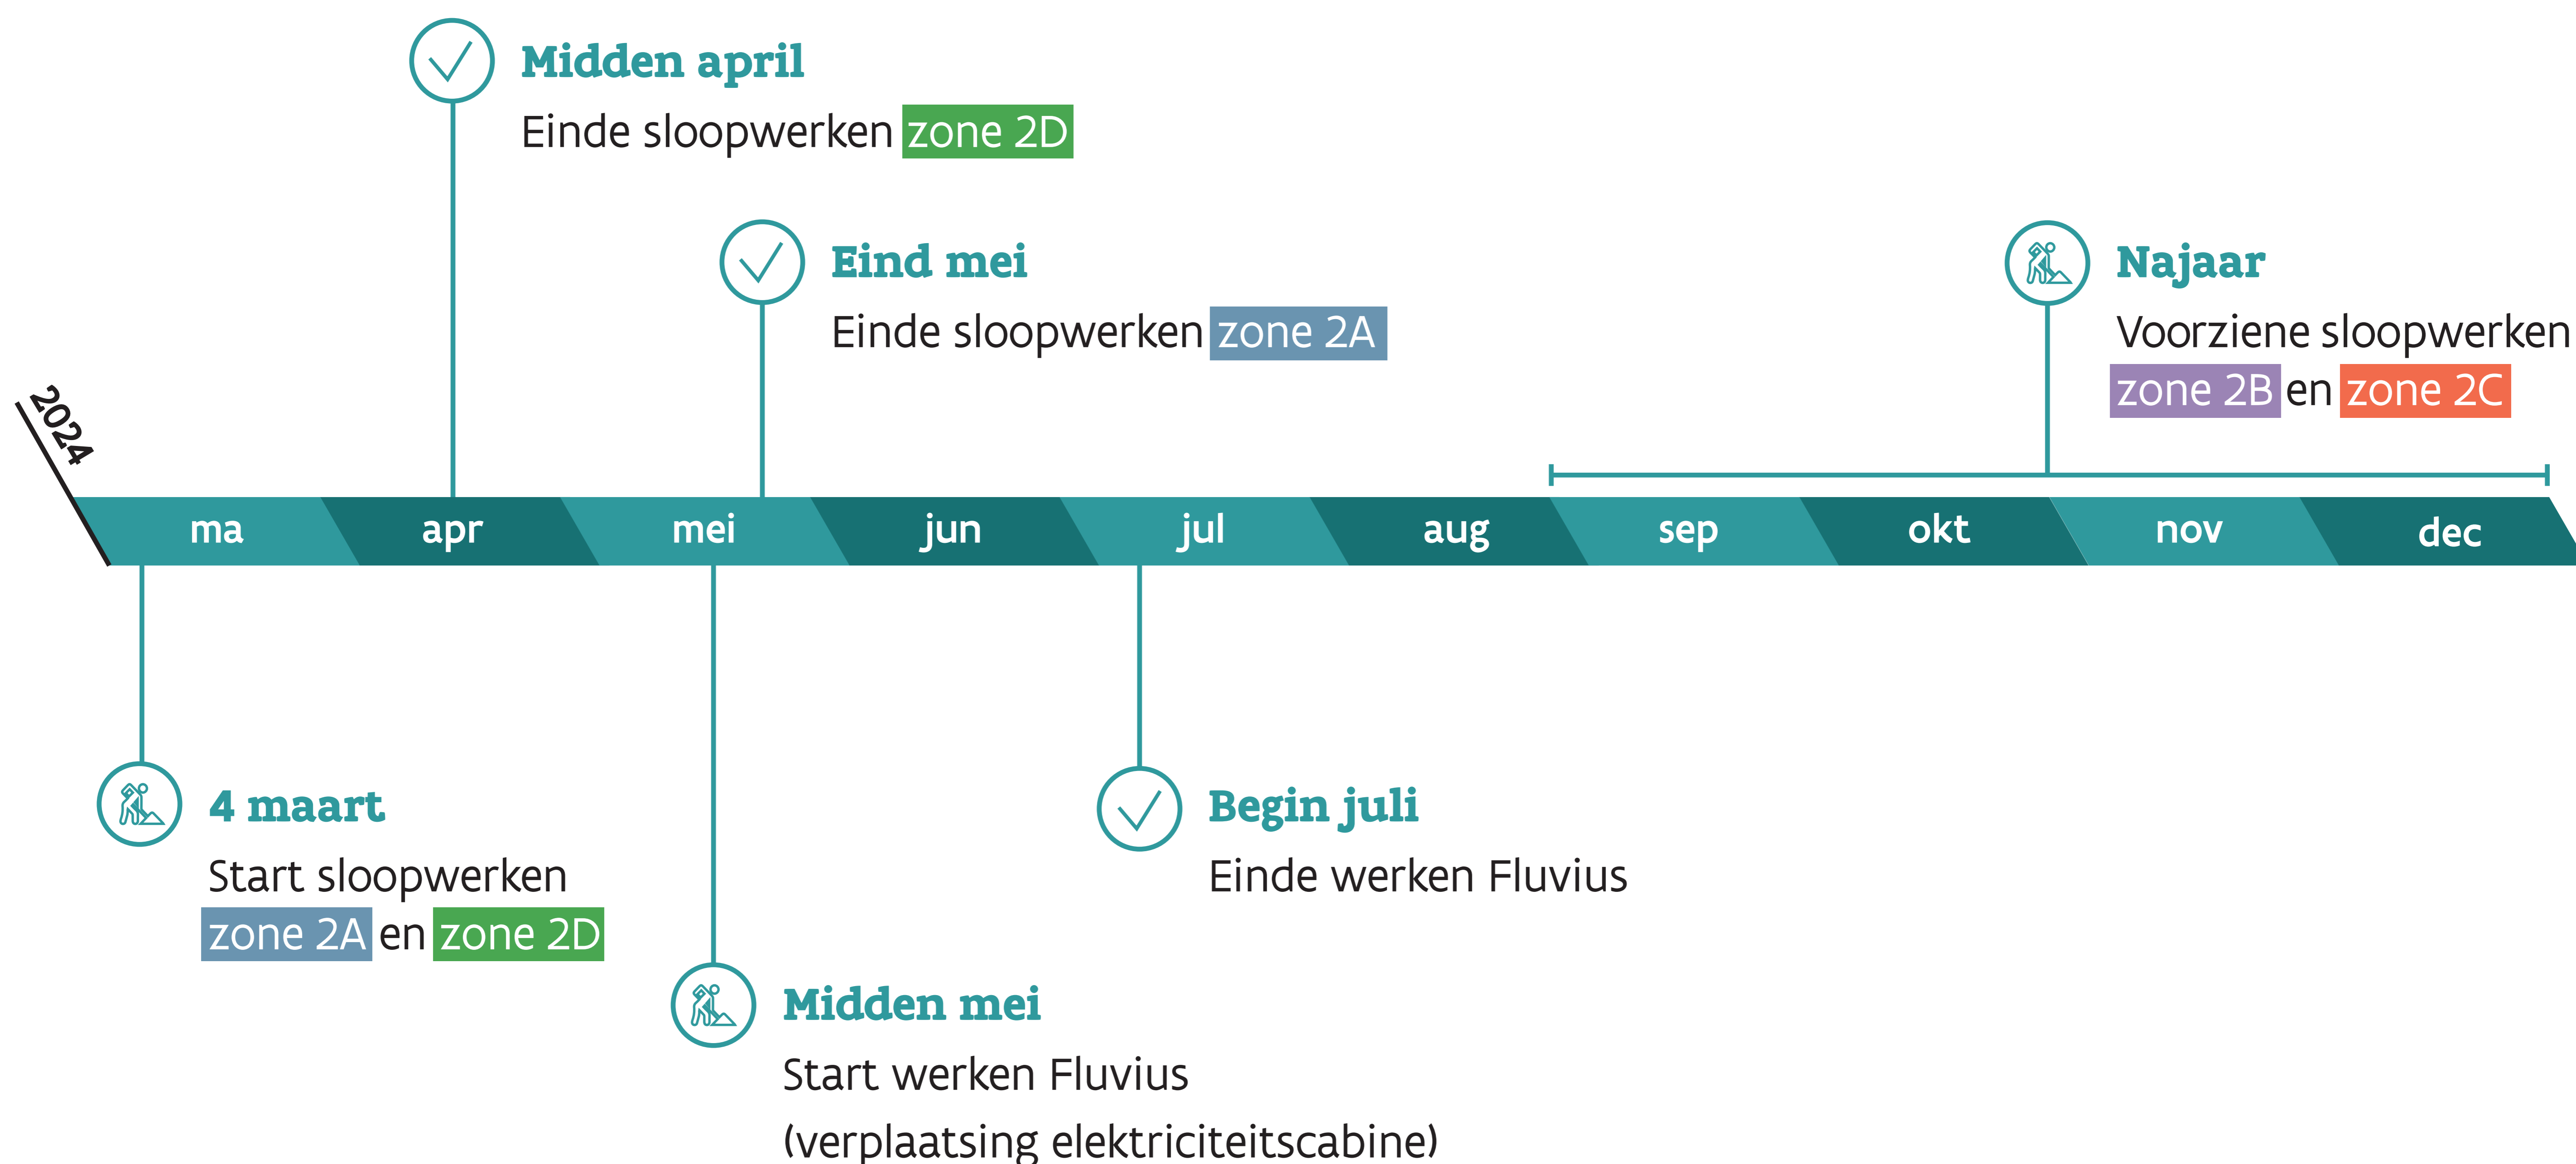 Midden april
Einde sloopwerken zone 2D
Eind mei
Einde sloopwerken zone 2A
Najaar
Voorziene sloopwerken
zone 2B en zone 2C
2024
ma apr mei jun jul aug sep okt nov dec
4 maart
Start sloopwerken
zone 2A en zone 2D
Begin juli
Einde werken Fluvius
Midden mei
Start werken Fluvius
(verplaatsing elektriciteitscabine)